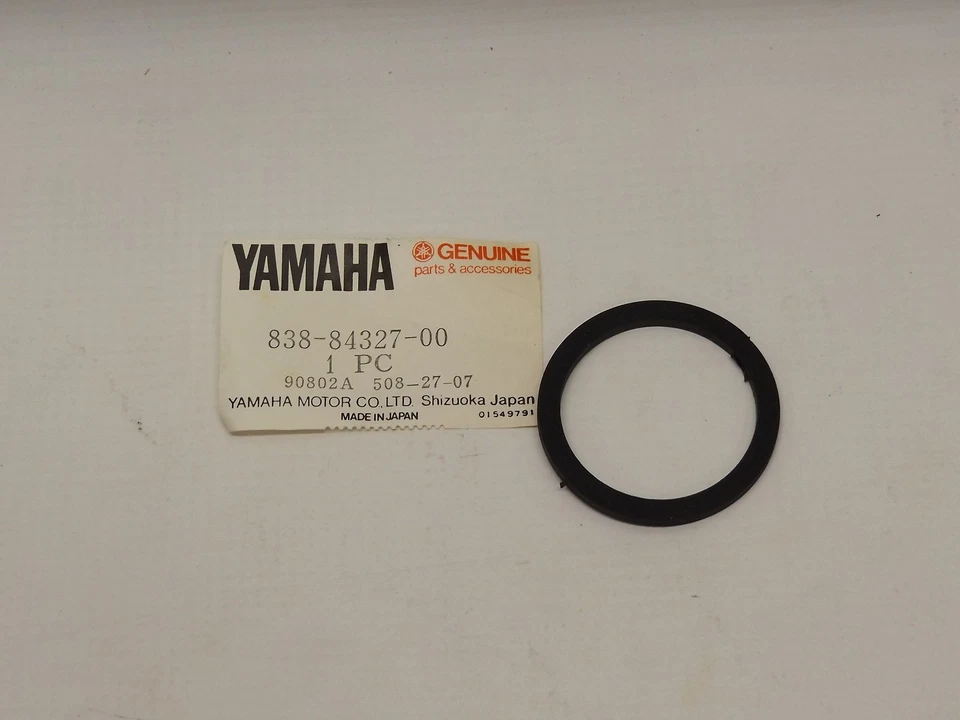 YAMAHA GENUINE
parts & accessories
838-84327-00
1 PC
90802A 508-27-07
YAMAHA MOTOR CO., LTD. Shizuoka Japan
MADE IN JAPAN 01549791